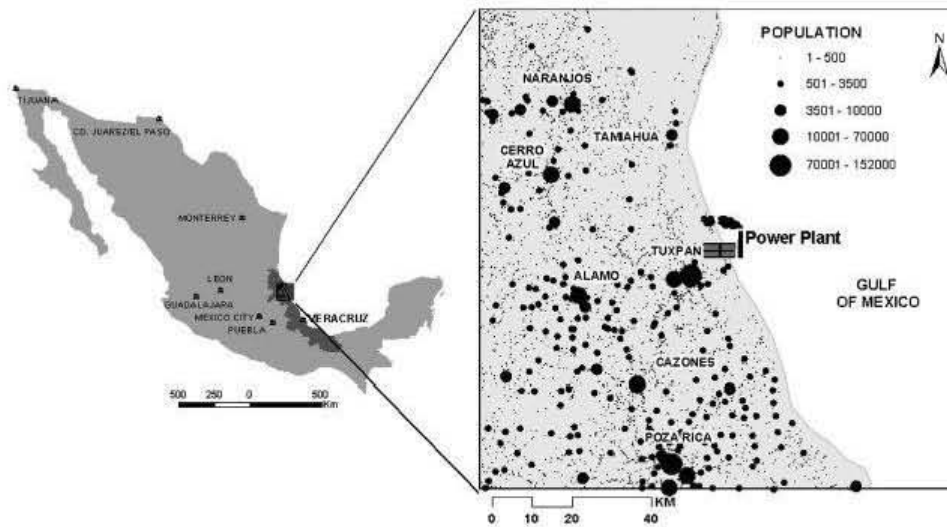 TIJUANA
CD. JUAREZ/EL PASO
MONTERREY
LEON
GUADALAJARA
MEXICO CITY
PUEBLA
VERACRUZ
500 250 0 500
Km
POPULATION
1 - 500
501 - 3500
3501 - 10000
10001 - 70000
70001 - 152000
N
NARANJOS
TAMIAHUA
CERRO
AZUL
Power Plant
TUXPAN
ALAMO
GULF
OF MEXICO
CAZONES
POZA RICA
KM
0 10 20 40